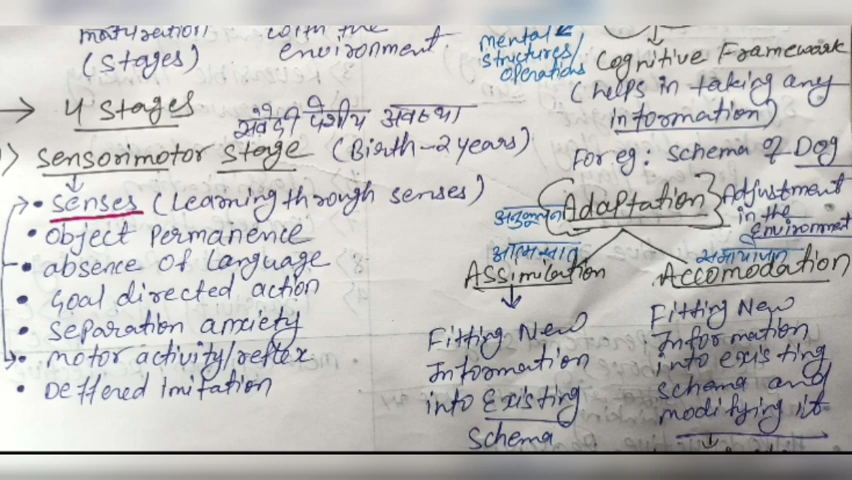 maturation
(Stages)
with the
environment
→ 4 Stages
संवेदी पेशीय अवस्था
) Sensorimotor Stage (Birth-2 years)
• Senses (Learning through senses)
• Object Permanence
• absence of Language
• Goal directed action
• Separation anxiety
• motor activity/reflex
• Deffered imitation
mental
structures/
operations
Cognitive Framework
(helps in taking any
information)
For eg: Schema of Dog
अनुकूलन
Adaptation
Adjustment
in the
environment
आत्मसात
Assimilation
समायोजन
Accomodation
Fitting New
Information
into Existing
Schema
Fitting New
Information
into existing
schema and
modifying it